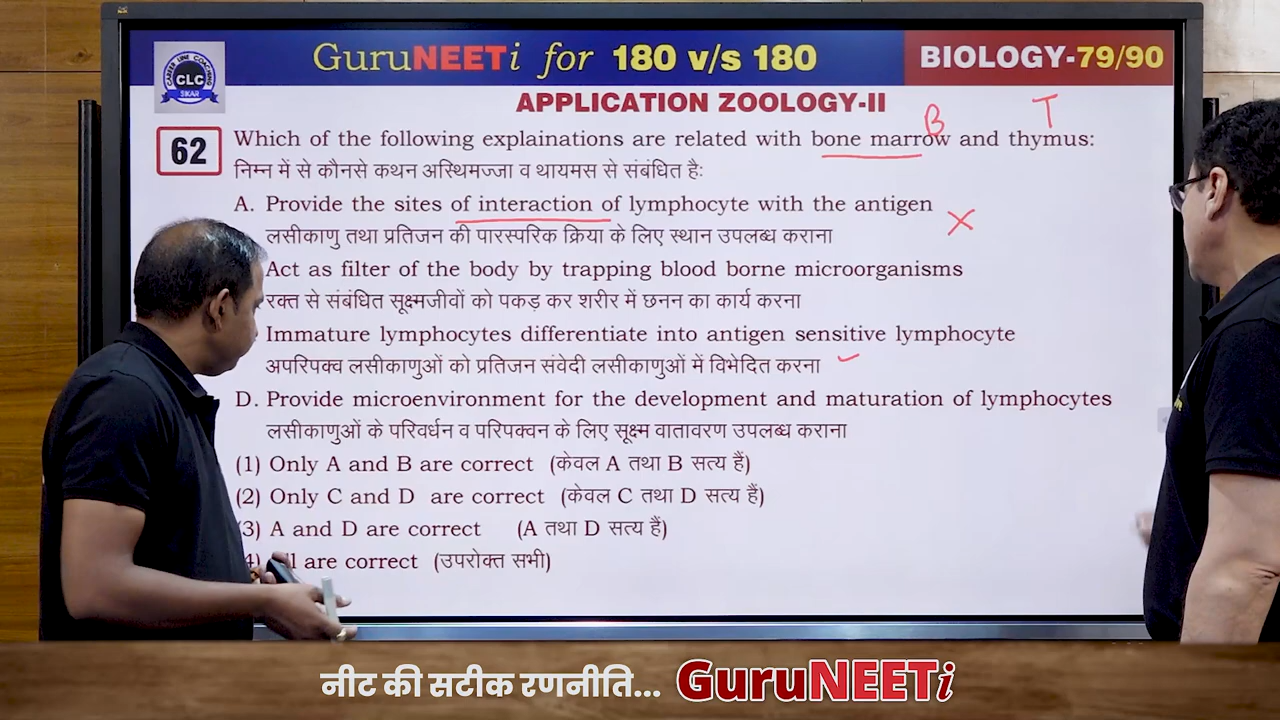 GuruNEETi for 180 v/s 180
BIOLOGY-79/90
CAREER LINE COACHING
CLC
SIKAR
APPLICATION ZOOLOGY-II
B T
62 Which of the following explainations are related with bone marrow and thymus:
निम्न में से कौनसे कथन अस्थिमज्जा व थायमस से संबंधित है:
A. Provide the sites of interaction of lymphocyte with the antigen
लसीकाणु तथा प्रतिजन की पारस्परिक क्रिया के लिए स्थान उपलब्ध कराना
Act as filter of the body by trapping blood borne microorganisms
रक्त से संबंधित सूक्ष्मजीवों को पकड़ कर शरीर में छनन का कार्य करना
Immature lymphocytes differentiate into antigen sensitive lymphocyte
अपरिपक्व लसीकाणुओं को प्रतिजन संवेदी लसीकाणुओं में विभेदित करना
D. Provide microenvironment for the development and maturation of lymphocytes
लसीकाणुओं के परिवर्धन व परिपक्वन के लिए सूक्ष्म वातावरण उपलब्ध कराना
(1) Only A and B are correct (केवल A तथा B सत्य हैं)
(2) Only C and D are correct (केवल C तथा D सत्य हैं)
3) A and D are correct (A तथा D सत्य हैं)
4) are correct (उपरोक्त सभी)
नीट की सटीक रणनीति... GuruNEETi